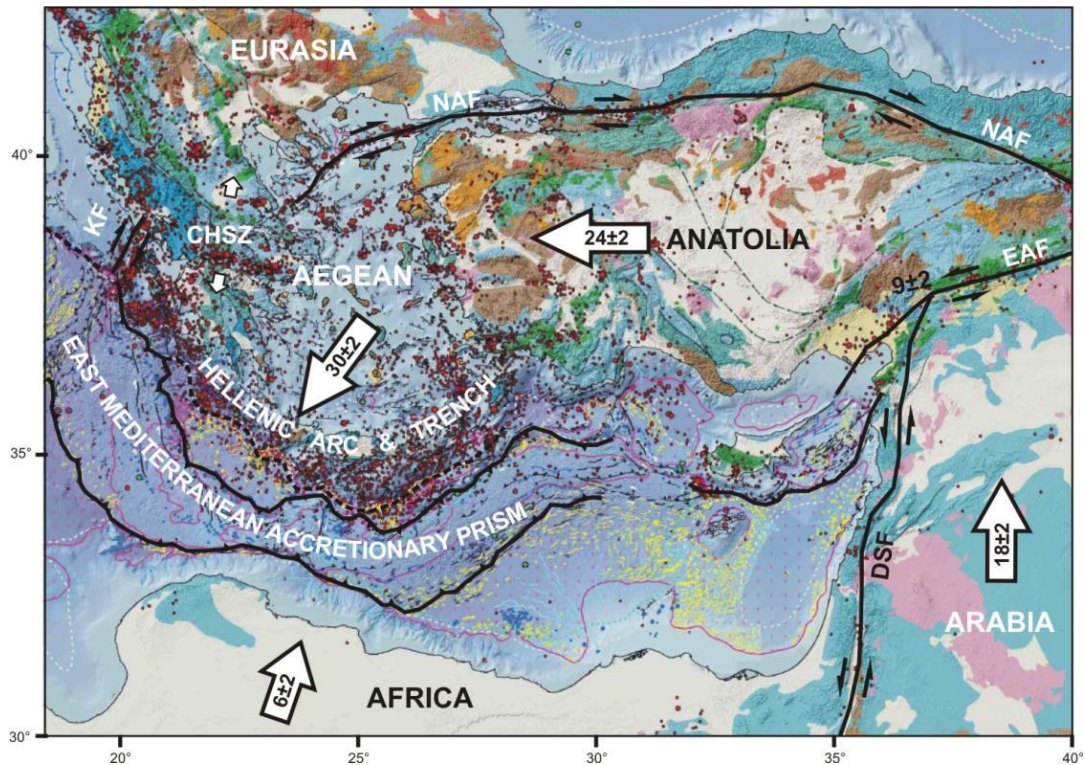 EURASIA
NAF
NAF
40°
KF
CHSZ
24±2
ANATOLIA
AEGEAN
EAF
9±2
30±2
HELLENIC ARC & TRENCH
35°
EAST MEDITERRANEAN ACCRETIONARY PRISM
18±2
DSF
ARABIA
6±2
AFRICA
30°
20°
25°
30°
35°
40°